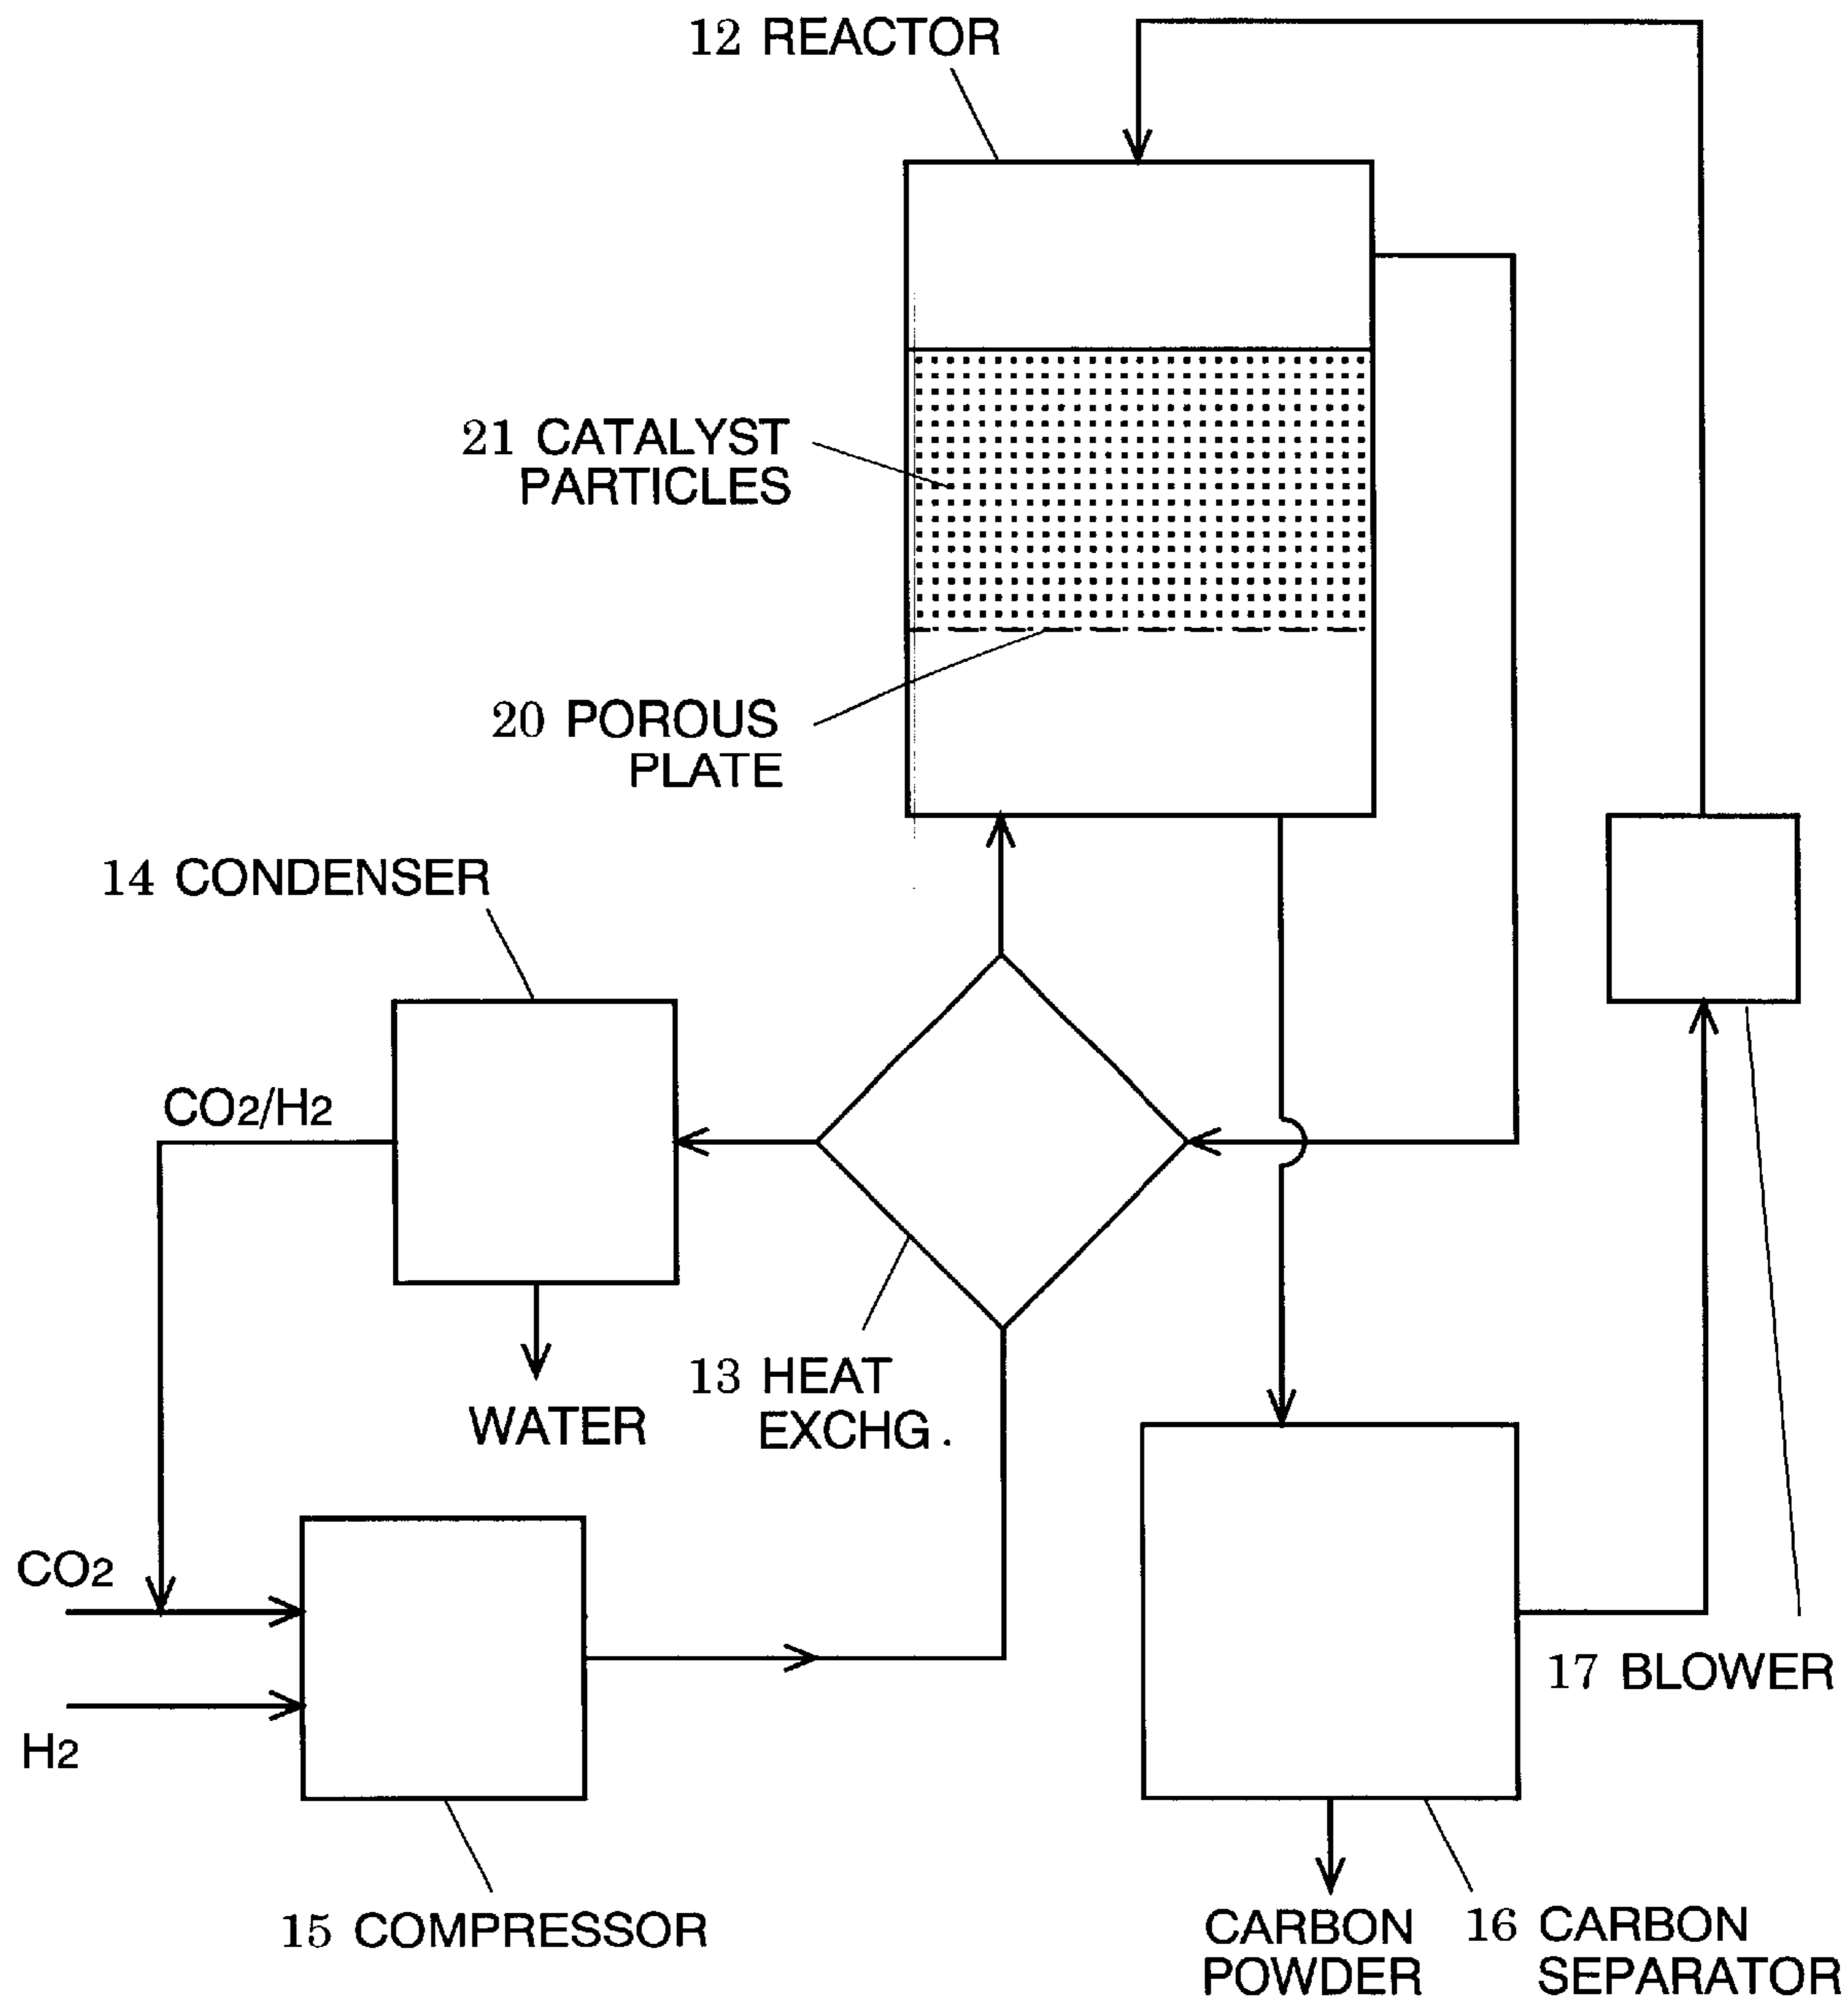 12 REACTOR
21 CATALYST
PARTICLES
20 POROUS
PLATE
14 CONDENSER
CO2/H2
WATER
13 HEAT
EXCHG.
CO2
H2
15 COMPRESSOR
17 BLOWER
CARBON
POWDER
16 CARBON
SEPARATOR